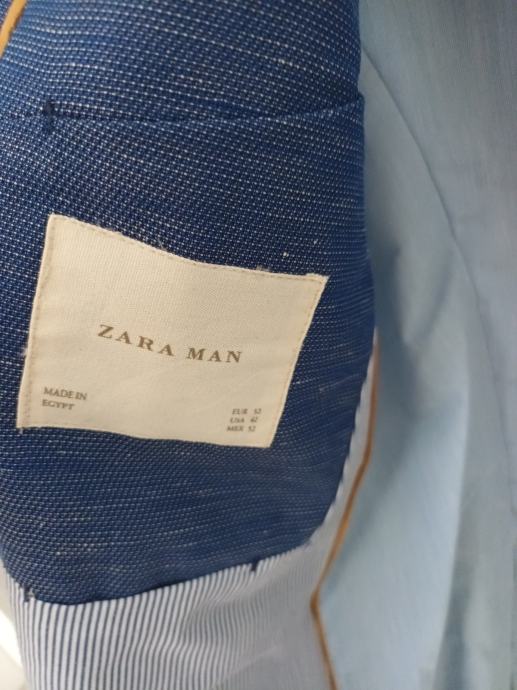 ZARA MAN
MADE IN
EGYPT
EUR 52
USA 42
MEX 52